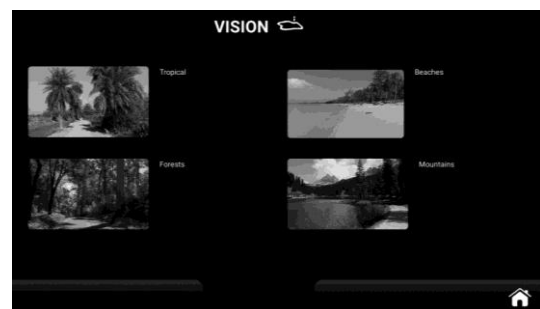 VISION
Tropical
Beaches
Forests
Mountains